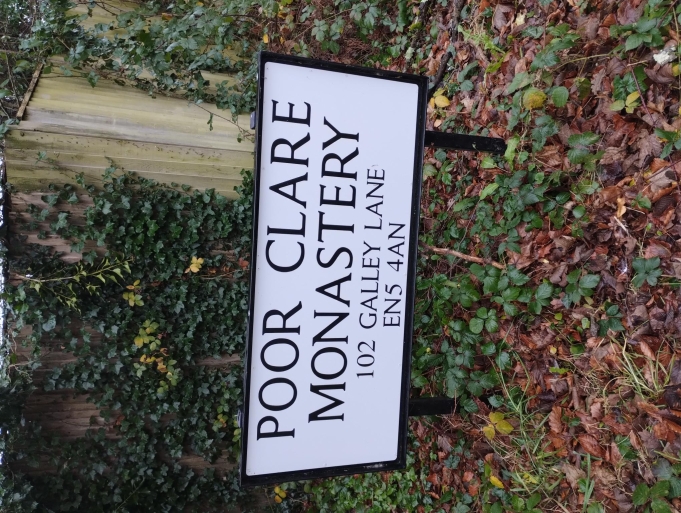 POOR CLARE
MONASTERY
102 GALLEY LANE
EN5 4AN